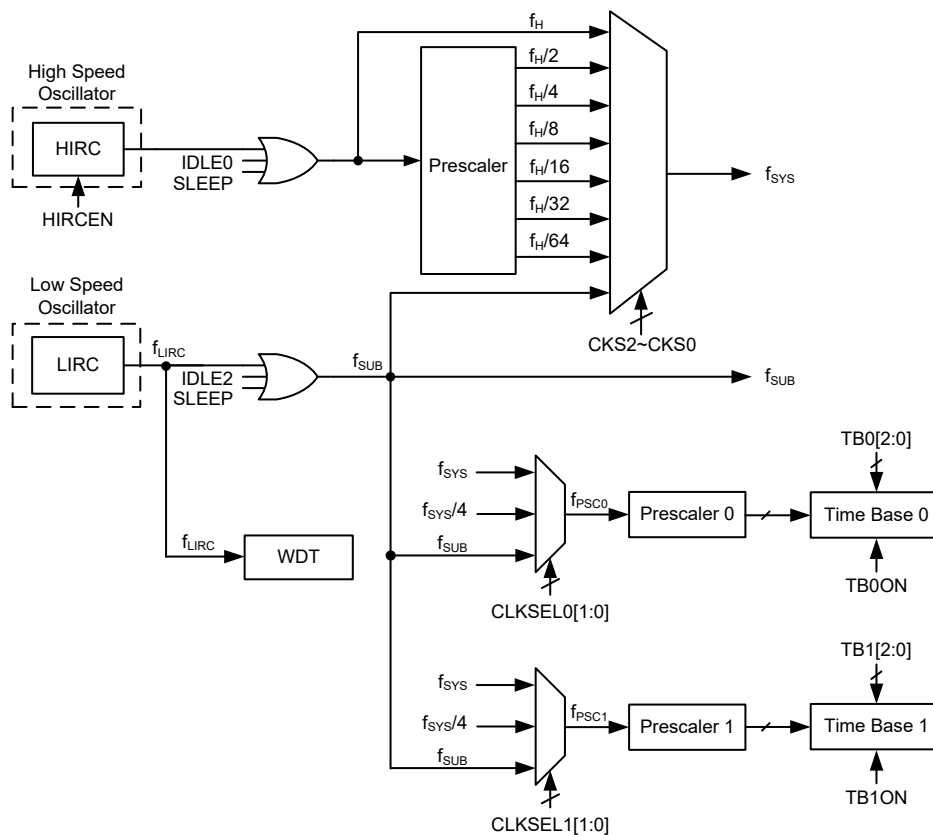 High Speed
Oscillator
HIRC
HIRCEN
IDLE0
SLEEP
fH
Prescaler
fH/2
fH/4
fH/8
fH/16
fH/32
fH/64
fSYS
CKS2~CKS0
Low Speed
Oscillator
LIRC
fLIRC
IDLE2
SLEEP
fSUB
fSUB
fLIRC
WDT
fSYS
fSYS/4
fSUB
CLKSEL0[1:0]
fPSC0
Prescaler 0
TB0[2:0]
Time Base 0
TB0ON
fSYS
fSYS/4
fSUB
CLKSEL1[1:0]
fPSC1
Prescaler 1
TB1[2:0]
Time Base 1
TB1ON